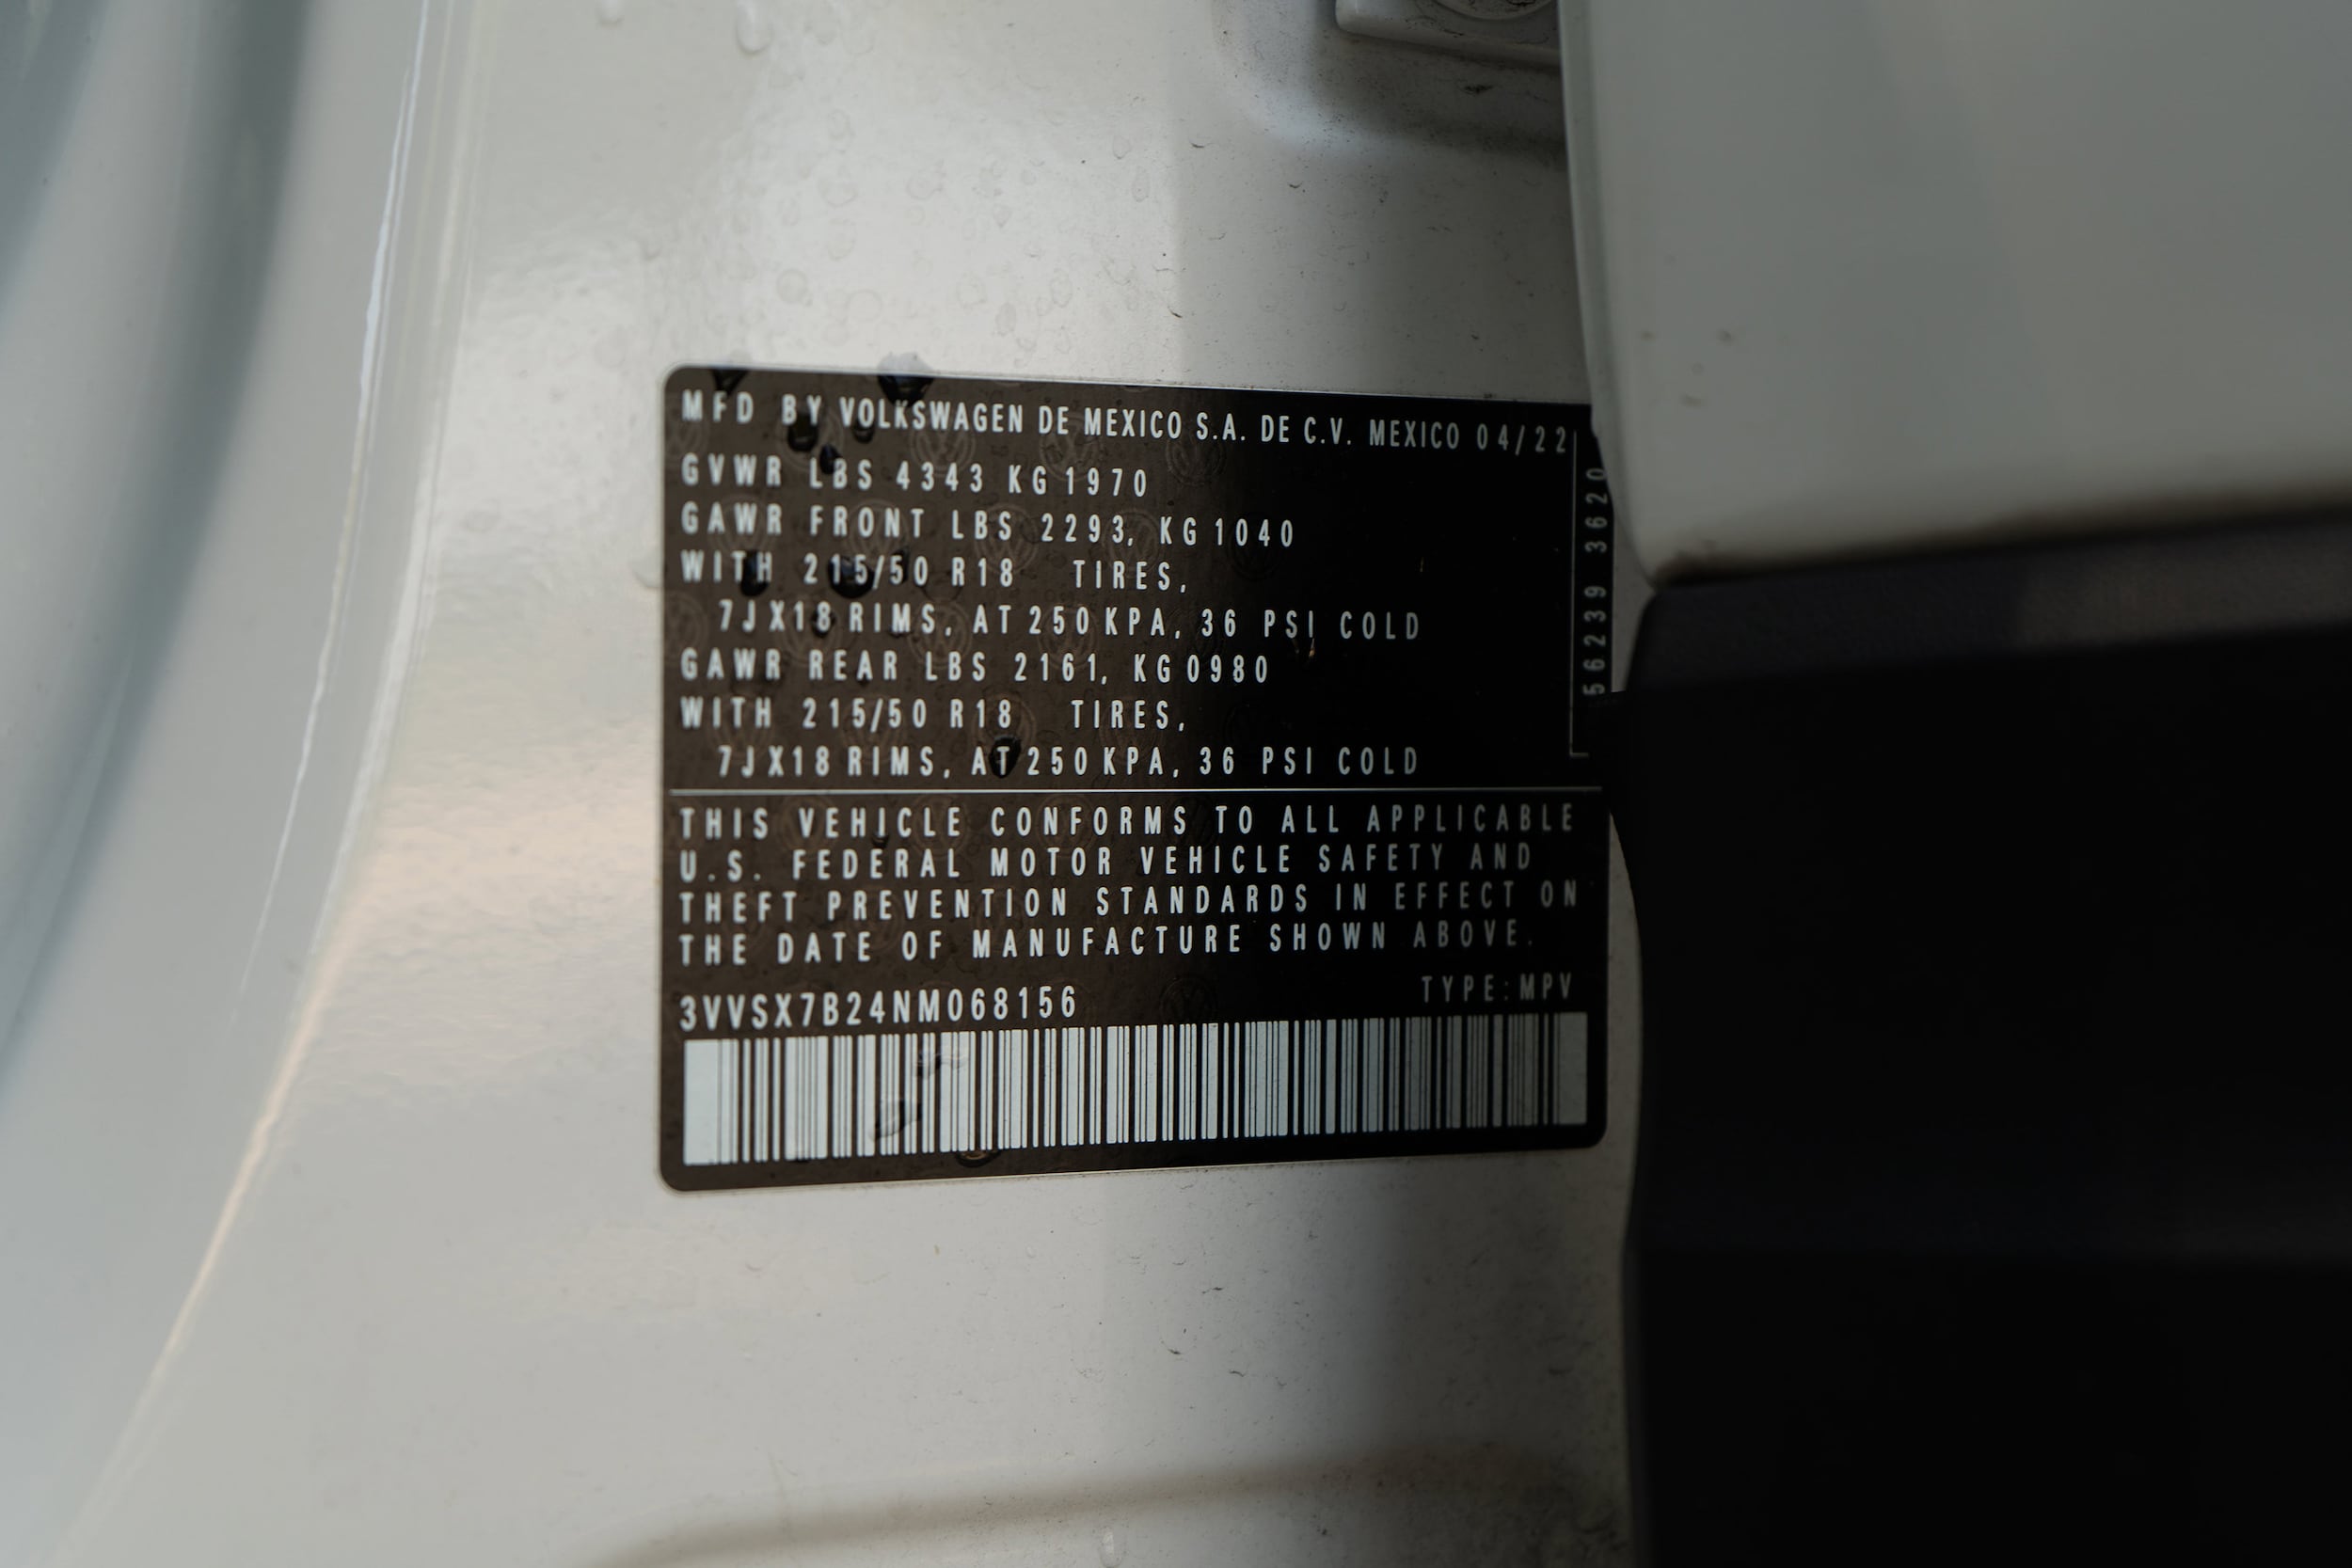 MFD BY VOLKSWAGEN DE MEXICO S.A. DE C.V. MEXICO 04/22
GVWR LBS 4343 KG 1970
GAWR FRONT LBS 2293, KG 1040
WITH 215/50 R18 TIRES,
7JX18 RIMS, AT 250 KPA, 36 PSI COLD
GAWR REAR LBS 2161, KG 0980
WITH 215/50 R18 TIRES,
7JX18 RIMS, AT 250 KPA, 36 PSI COLD
56239 3620
THIS VEHICLE CONFORMS TO ALL APPLICABLE
U.S. FEDERAL MOTOR VEHICLE SAFETY AND
THEFT PREVENTION STANDARDS IN EFFECT ON
THE DATE OF MANUFACTURE SHOWN ABOVE.
3VVSX7B24NM068156
TYPE:MPV